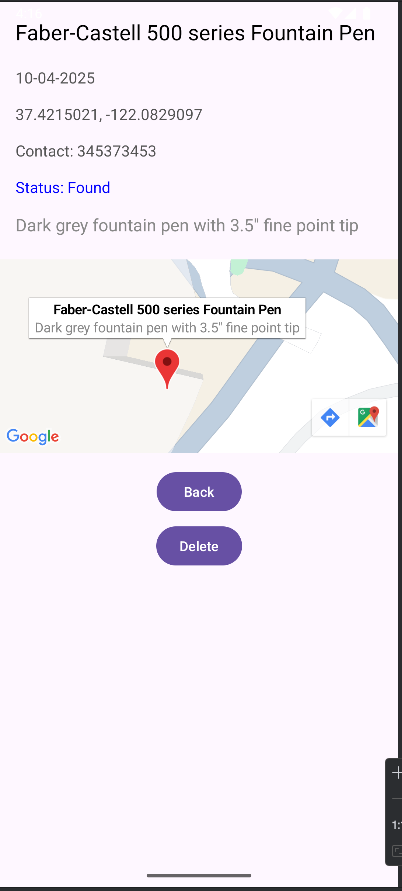 Faber-Castell 500 series Fountain Pen
10-04-2025
37.4215021, -122.0829097
Contact: 345373453
Status: Found
Dark grey fountain pen with 3.5" fine point tip
Faber-Castell 500 series Fountain Pen
Dark grey fountain pen with 3.5" fine point tip
Google
Back
Delete